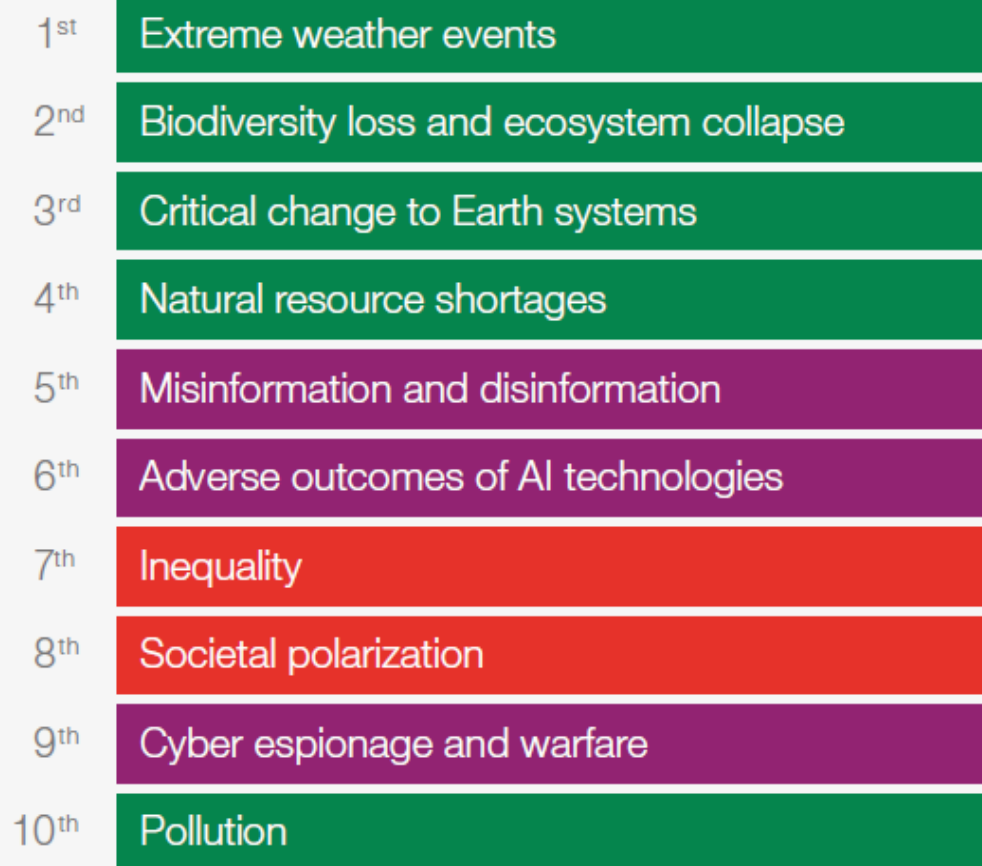 1st Extreme weather events
2nd Biodiversity loss and ecosystem collapse
3rd Critical change to Earth systems
4th Natural resource shortages
5th Misinformation and disinformation
6th Adverse outcomes of AI technologies
7th Inequality
8th Societal polarization
9th Cyber espionage and warfare
10th Pollution